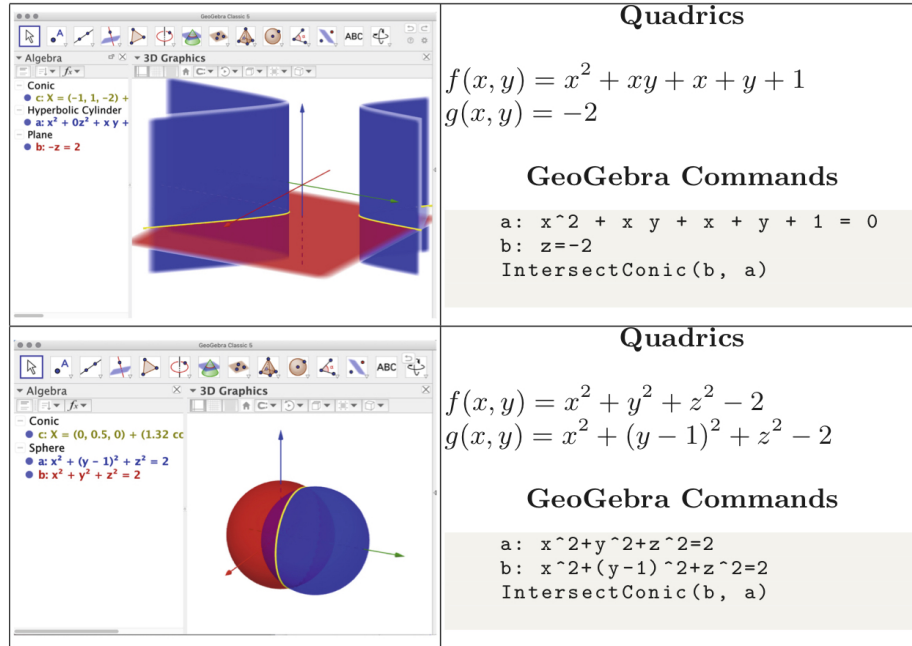 GeoGebra Classic 5
ABC
Algebra
3D Graphics
Conic
c: X = (-1, 1, -2) +
Hyperbolic Cylinder
a: x² + 0z² + x y +
Plane
b: -z = 2
Quadrics
f(x, y) = x² + xy + x + y + 1
g(x, y) = −2
GeoGebra Commands
a: x^2 + x y + x + y + 1 = 0
b: z=-2
IntersectConic(b, a)
GeoGebra Classic 5
ABC
Algebra
3D Graphics
Conic
c: X = (0, 0.5, 0) + (1.32 cc
Sphere
a: x² + (y - 1)² + z² = 2
b: x² + y² + z² = 2
Quadrics
f(x, y) = x² + y² + z² − 2
g(x, y) = x² + (y − 1)² + z² − 2
GeoGebra Commands
a: x^2+y^2+z^2=2
b: x^2+(y-1)^2+z^2=2
IntersectConic(b, a)